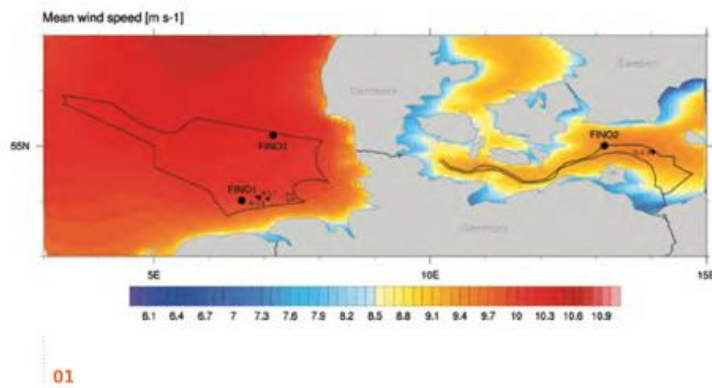 Mean wind speed [m s-1]
Denmark
Sweden
55N
FINO3
FINO2
FINO1
Germany
5E
10E
15E
6.1 6.4 6.7 7 7.3 7.6 7.9 8.2 8.5 8.8 9.1 9.4 9.7 10 10.3 10.6 10.9
01